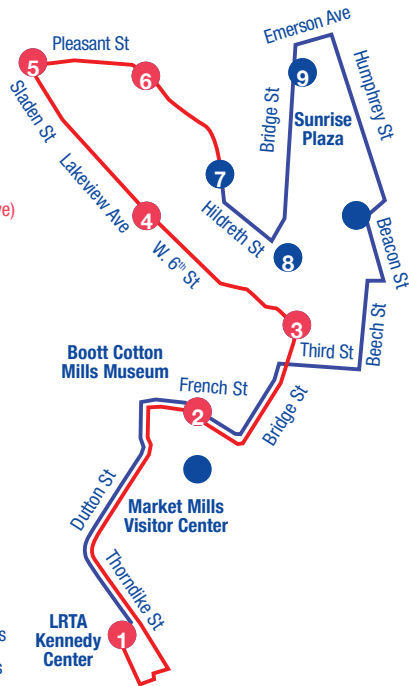 Emerson Ave
Pleasant St
5
6
9
Humphrey St
Sladen St
Bridge St
Sunrise
Plaza
7
Lakeview Ave
ve)
4
Hildreth St
W. 6th St
8
Beacon St
3
Third St
Beech St
Boott Cotton
Mills Museum
French St
2
Bridge St
Dutton St
Market Mills
Visitor Center
Thorndike St
LRTA
Kennedy
Center
1
s
s